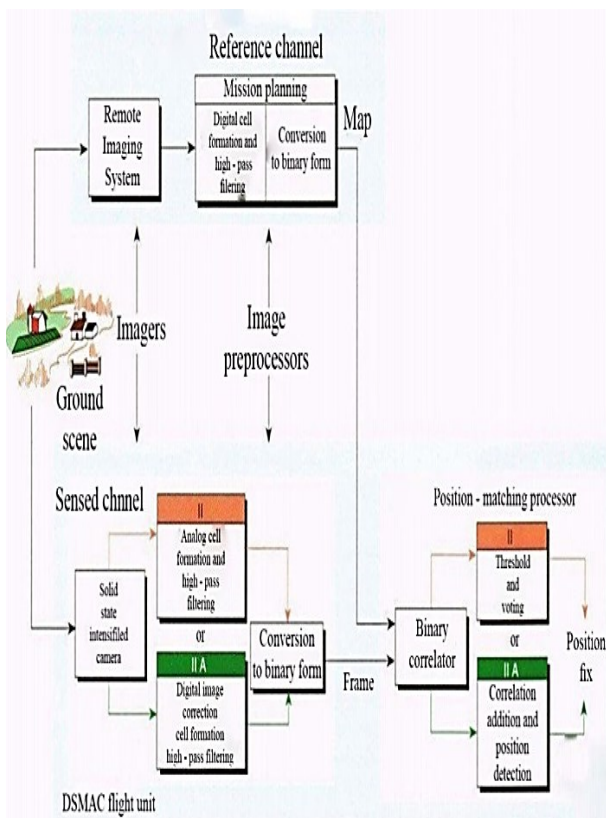 Reference channel
Mission planning
Remote
Imaging
System
Digital cell
formation and
high - pass
filering
Conversion
to binary form
Map
Imagers
Image
preprocessors
Ground
scene
Sensed chnnel
Position - matching processor
Solid
state
intensifiled
camera
II
Analog cell
formation and
high - pass
filtering
or
II A
Digital image
correction
cell formation
high - pass filtering
Conversion
to binary form
Frame
Binary
correlator
II
Threshold
and
voting
or
II A
Correlation
addition and
position
detection
Position
fix
DSMAC flight unit